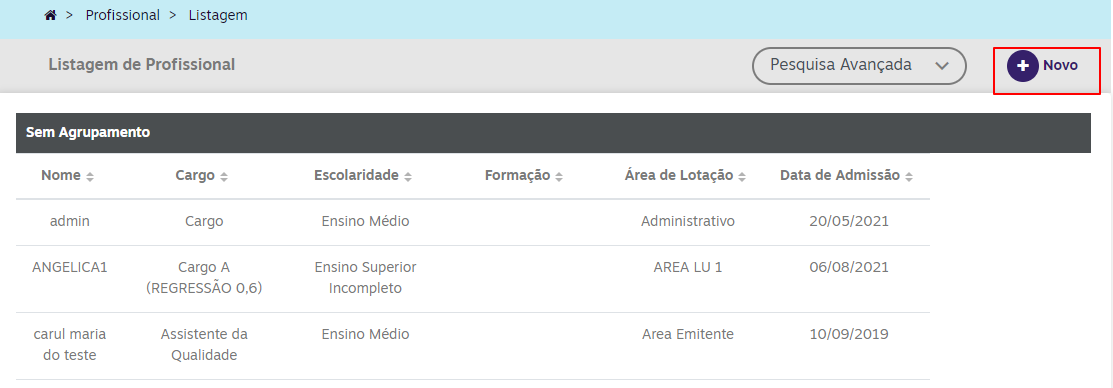 > Profissional > Listagem
Listagem de Profissional
Pesquisa Avançada
+ Novo
Sem Agrupamento
Nome Cargo Escolaridade Formação Área de Lotação Data de Admissão
admin Cargo Ensino Médio Administrativo 20/05/2021
ANGELICA1 Cargo A Ensino Superior AREA LU 1 06/08/2021
(REGRESSÃO 0,6) Incompleto
carul maria Assistente da Ensino Médio Area Emitente 10/09/2019
do teste Qualidade